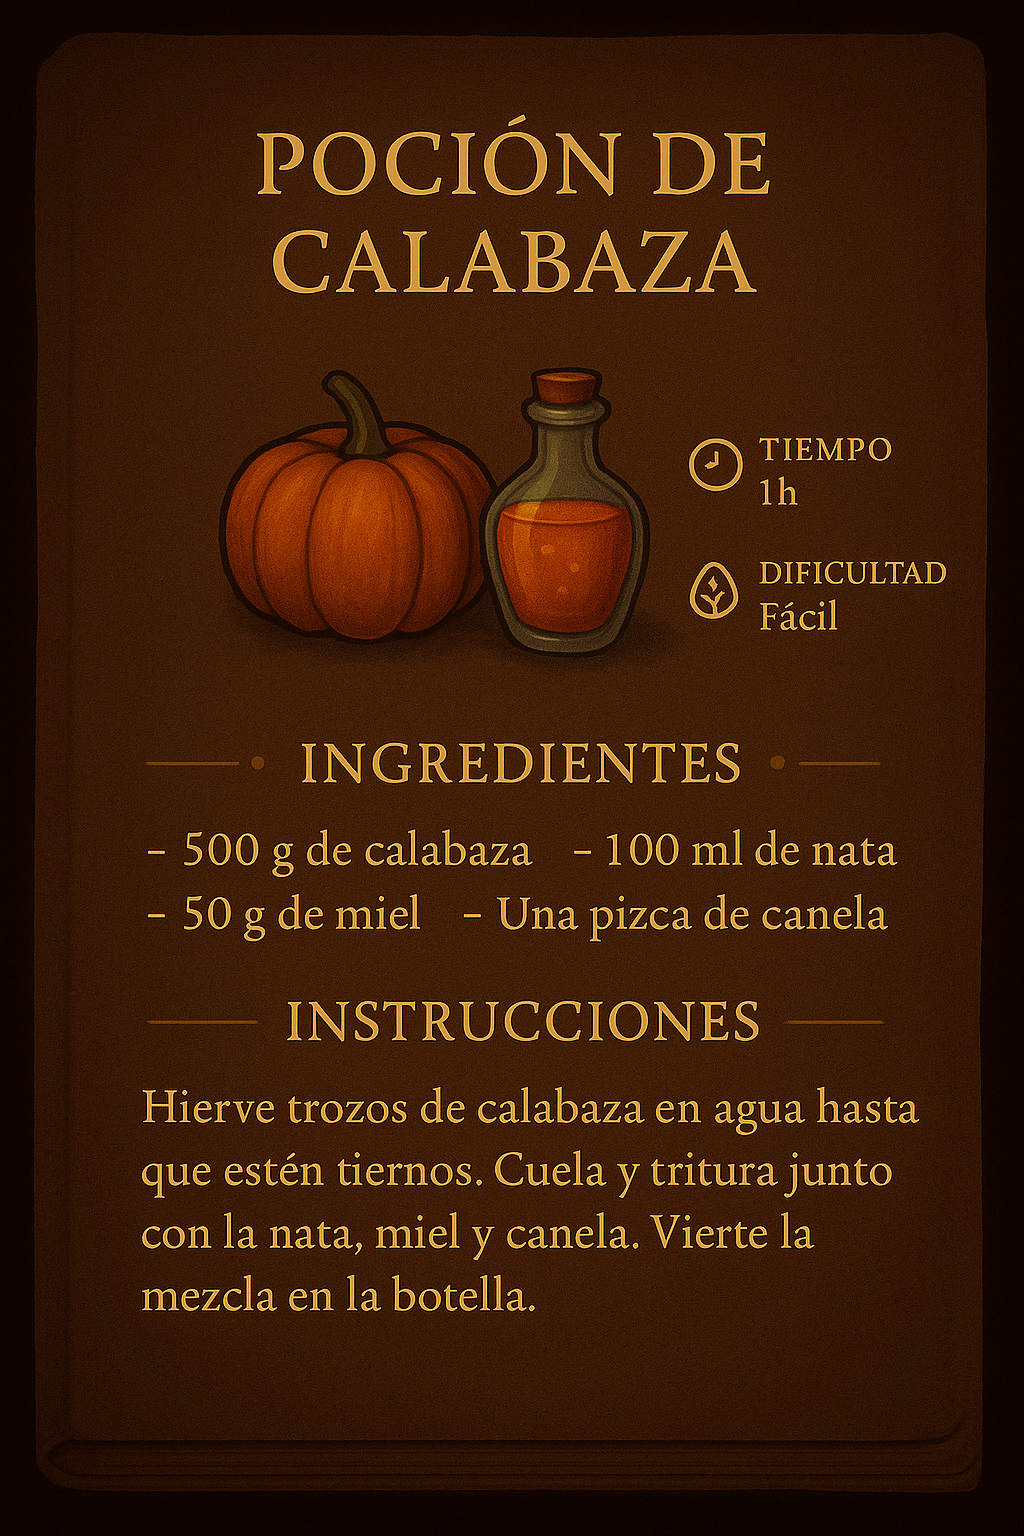 POCIÓN DE
CALABAZA
TIEMPO
1h
DIFICULTAD
Fácil
INGREDIENTES
– 500 g de calabaza – 100 ml de nata
– 50 g de miel – Una pizca de canela
INSTRUCCIONES
Hierve trozos de calabaza en agua hasta
que estén tiernos. Cuela y tritura junto
con la nata, miel y canela. Vierte la
mezcla en la botella.